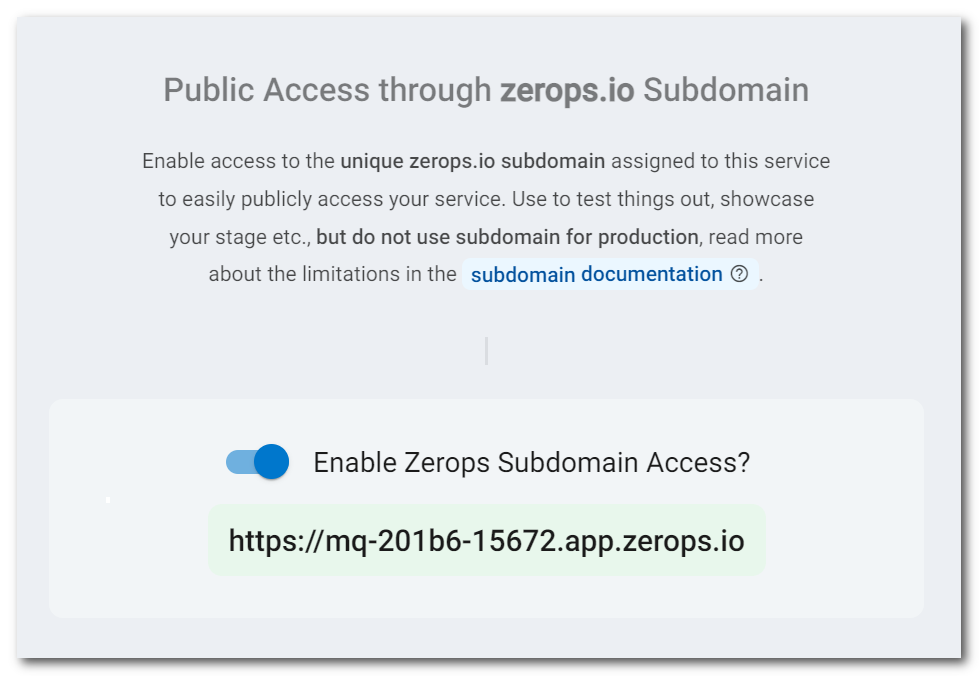 Public Access through zerops.io Subdomain
Enable access to the unique zerops.io subdomain assigned to this service
to easily publicly access your service. Use to test things out, showcase
your stage etc., but do not use subdomain for production, read more
about the limitations in the subdomain documentation ?.
Enable Zerops Subdomain Access?
https://mq-201b6-15672.app.zerops.io